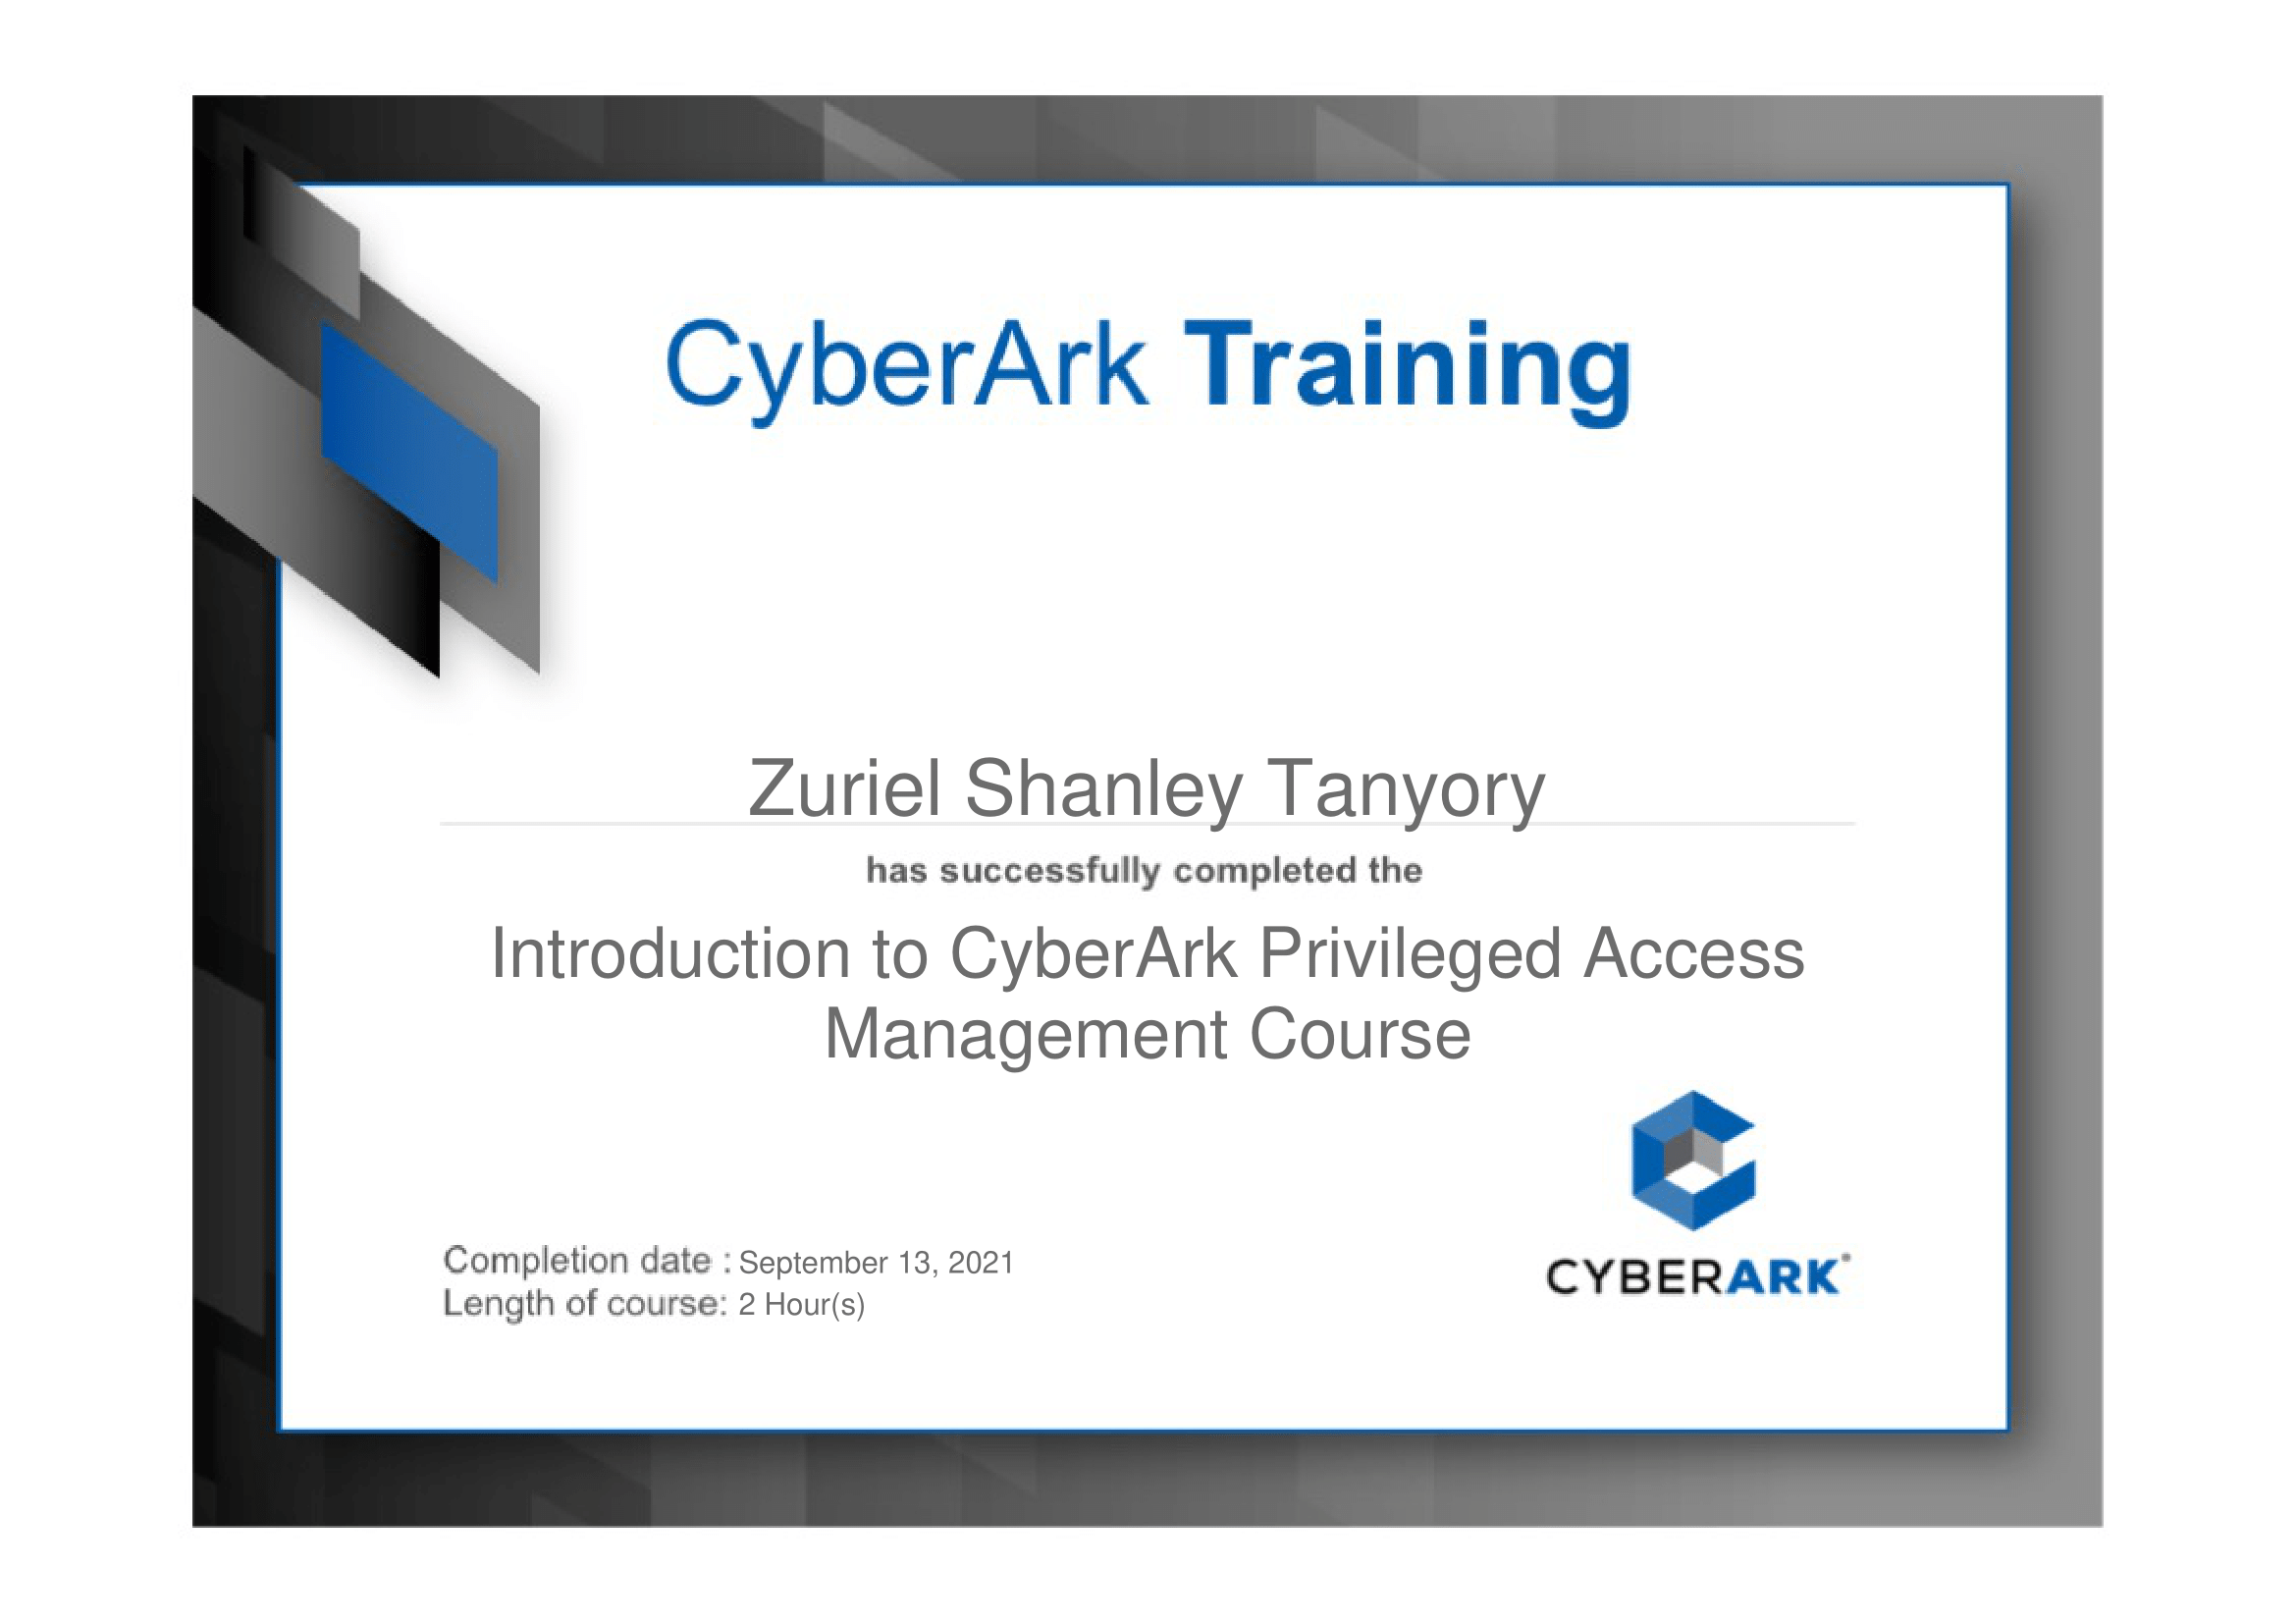 CyberArk Training
Zuriel Shanley Tanyory
has successfully completed the
Introduction to CyberArk Privileged Access
Management Course
Completion date : September 13, 2021
Length of course: 2 Hour(s)
CYBERARK®